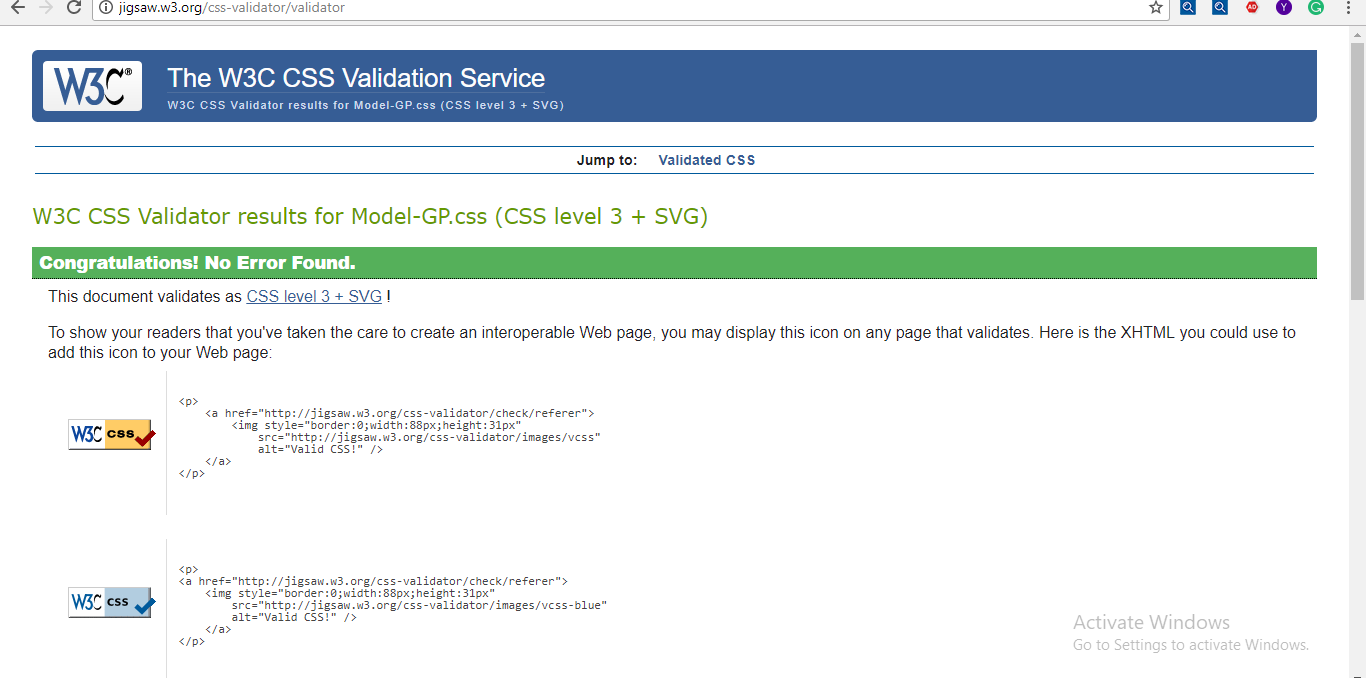 jigsaw.w3.org/css-validator/validator
W3C® The W3C CSS Validation Service
W3C CSS Validator results for Model-GP.css (CSS level 3 + SVG)
Jump to: Validated CSS
W3C CSS Validator results for Model-GP.css (CSS level 3 + SVG)
Congratulations! No Error Found.
This document validates as CSS level 3 + SVG !
To show your readers that you've taken the care to create an interoperable Web page, you may display this icon on any page that validates. Here is the XHTML you could use to
add this icon to your Web page:
W3C css
<p>
<a href="http://jigsaw.w3.org/css-validator/check/referer">
<img style="border:0;width:88px;height:31px"
src="http://jigsaw.w3.org/css-validator/images/vcss"
alt="Valid CSS!" />
</a>
</p>
W3C css
<p>
<a href="http://jigsaw.w3.org/css-validator/check/referer">
<img style="border:0;width:88px;height:31px"
src="http://jigsaw.w3.org/css-validator/images/vcss-blue"
alt="Valid CSS!" />
</a>
</p>
Activate Windows
Go to Settings to activate Windows.